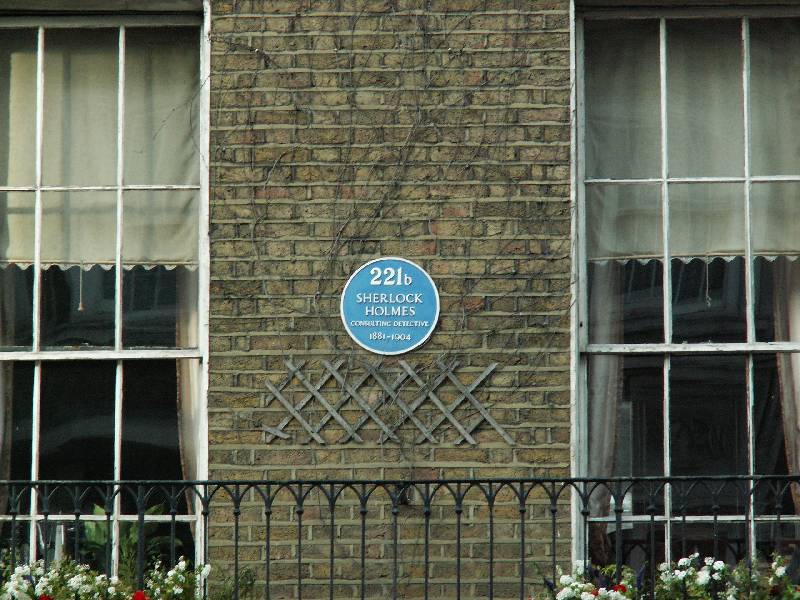 221b
SHERLOCK
HOLMES
CONSULTING DETECTIVE
1881-1904